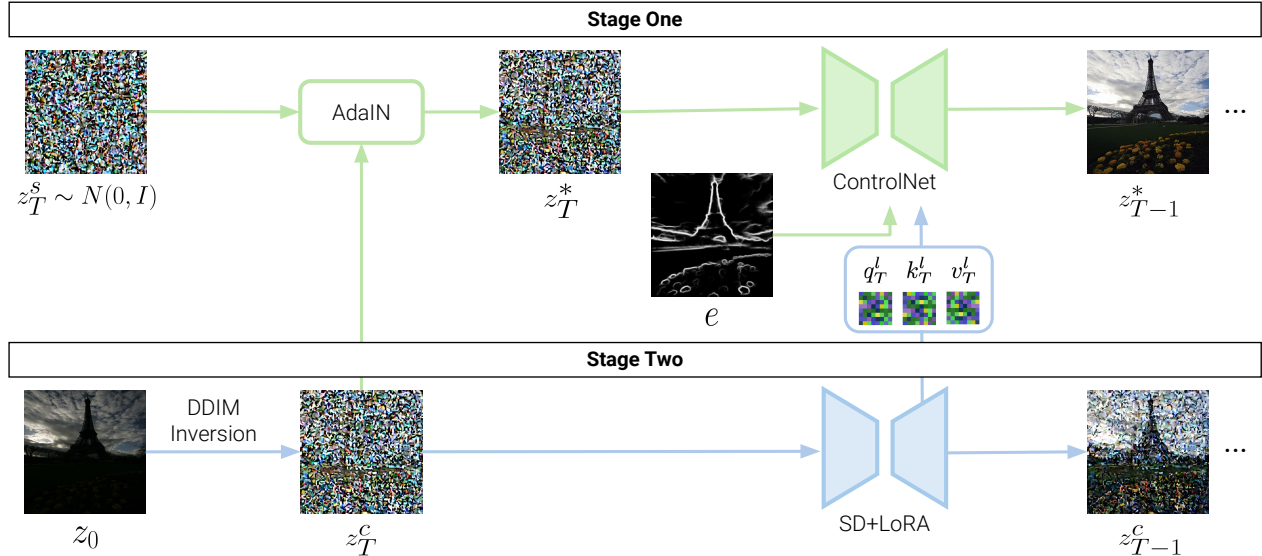 Stage One
AdaIN
z_T^s ∼ N(0, I)
z_T^*
ControlNet
z_{T−1}^*
...
e
q_T^l k_T^l v_T^l
Stage Two
DDIM
Inversion
z_0
z_T^c
SD+LoRA
z_{T−1}^c
...